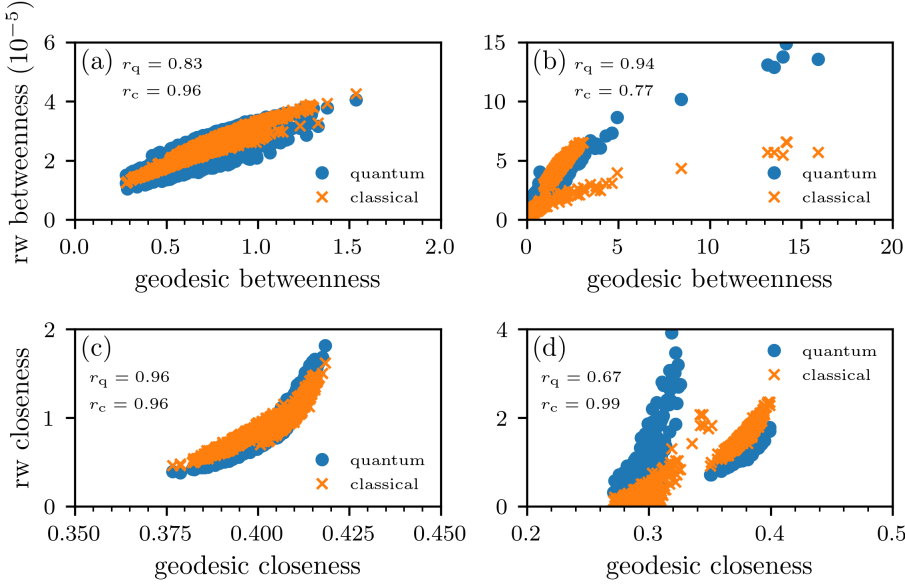 rw betweenness (10⁻⁵)
6
4
2
0
(a)
r_q = 0.83
r_c = 0.96
quantum
classical
0.0
0.5
1.0
1.5
2.0
geodesic betweenness
15
10
5
0
(b)
r_q = 0.94
r_c = 0.77
quantum
classical
0
5
10
15
20
geodesic betweenness
rw closeness
2
1
0
(c)
r_q = 0.96
r_c = 0.96
quantum
classical
0.350
0.375
0.400
0.425
0.450
geodesic closeness
4
2
0
(d)
r_q = 0.67
r_c = 0.99
quantum
classical
0.2
0.3
0.4
0.5
geodesic closeness